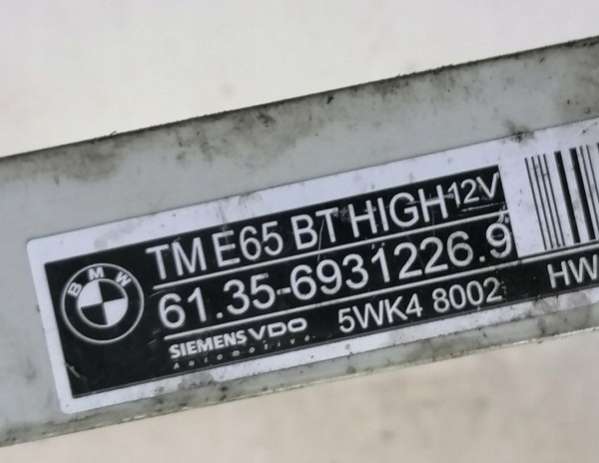 BMW
TM E65 BT HIGH 12V
61.35-6931226.9
SIEMENS VDO
Automotive
5WK4 8002
HW